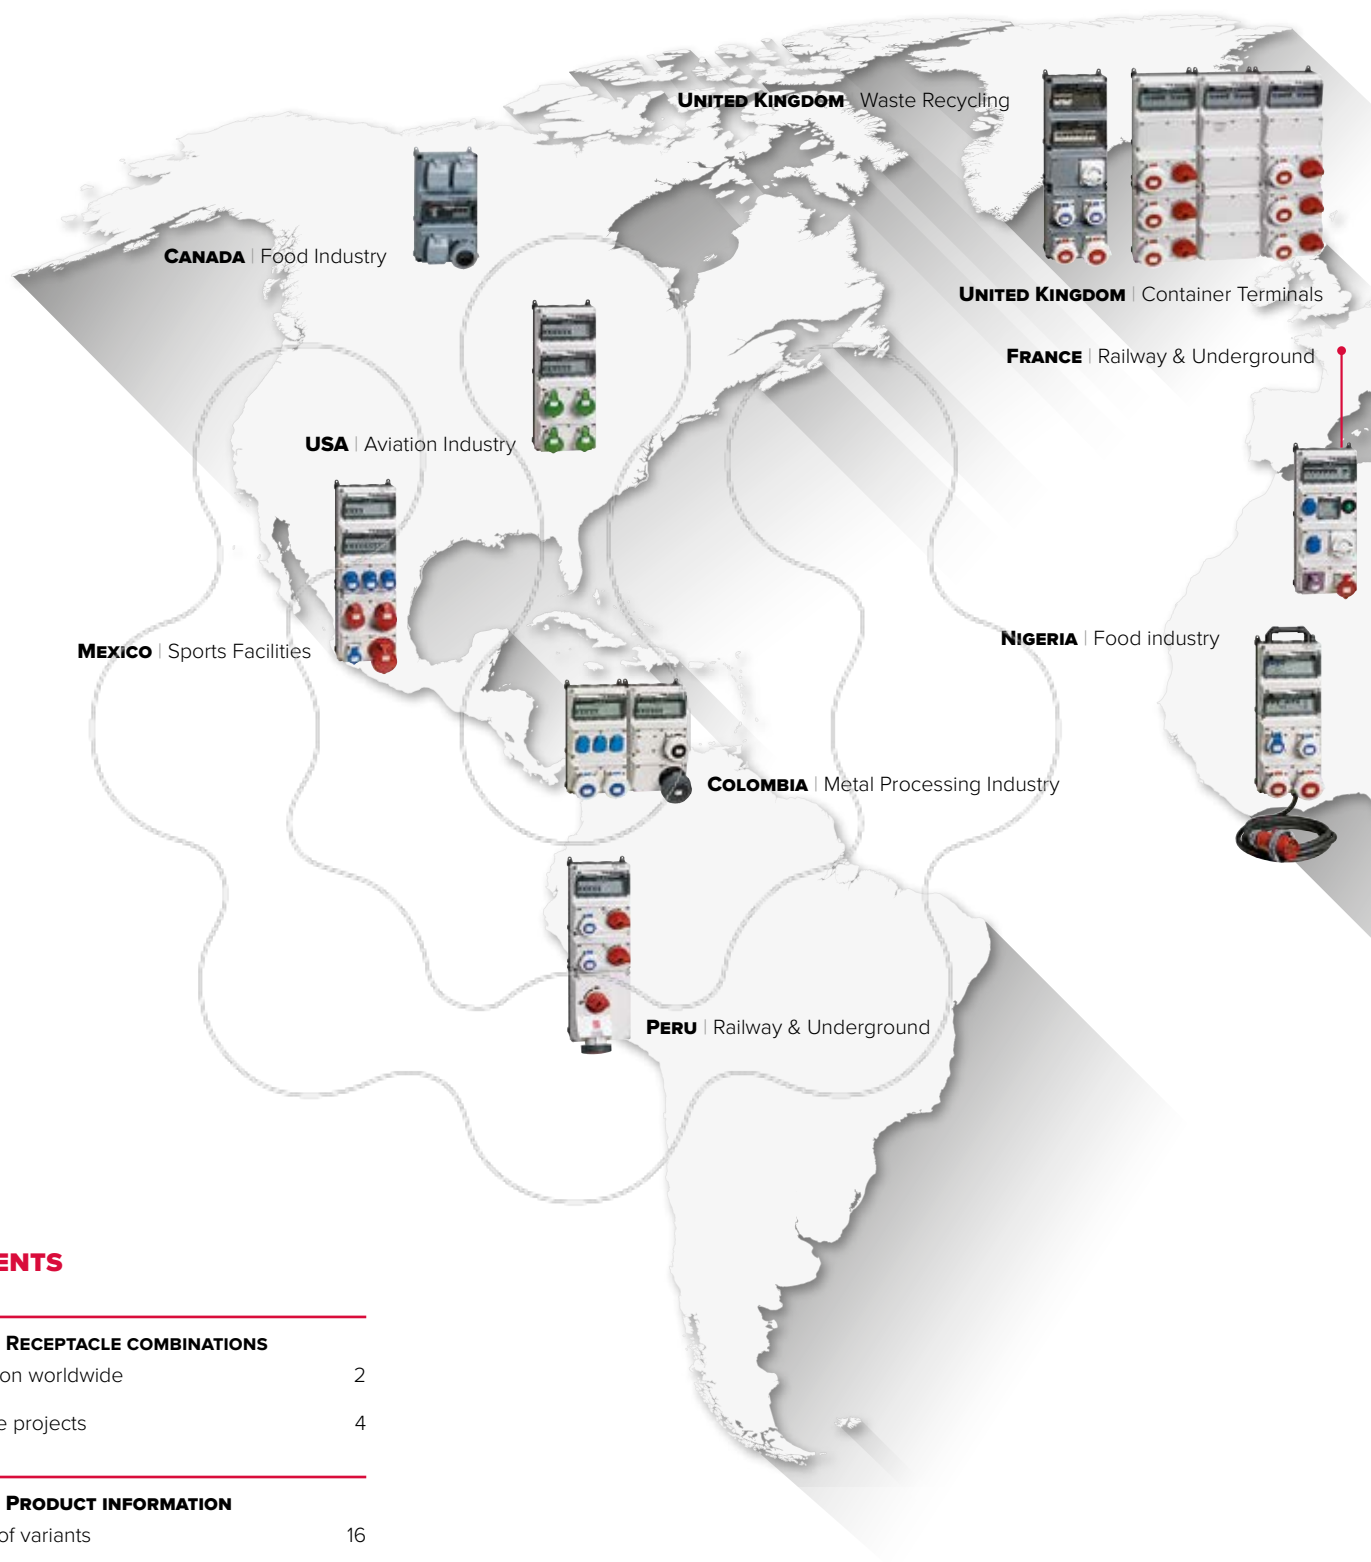 UNITED KINGDOM | Waste Recycling
CANADA | Food Industry
UNITED KINGDOM | Container Terminals
FRANCE | Railway & Underground
USA | Aviation Industry
NIGERIA | Food industry
MEXICO | Sports Facilities
COLOMBIA | Metal Processing Industry
PERU | Railway & Underground
ENTS
RECEPTACLE COMBINATIONS
on worldwide 2
e projects 4
PRODUCT INFORMATION
of variants 16